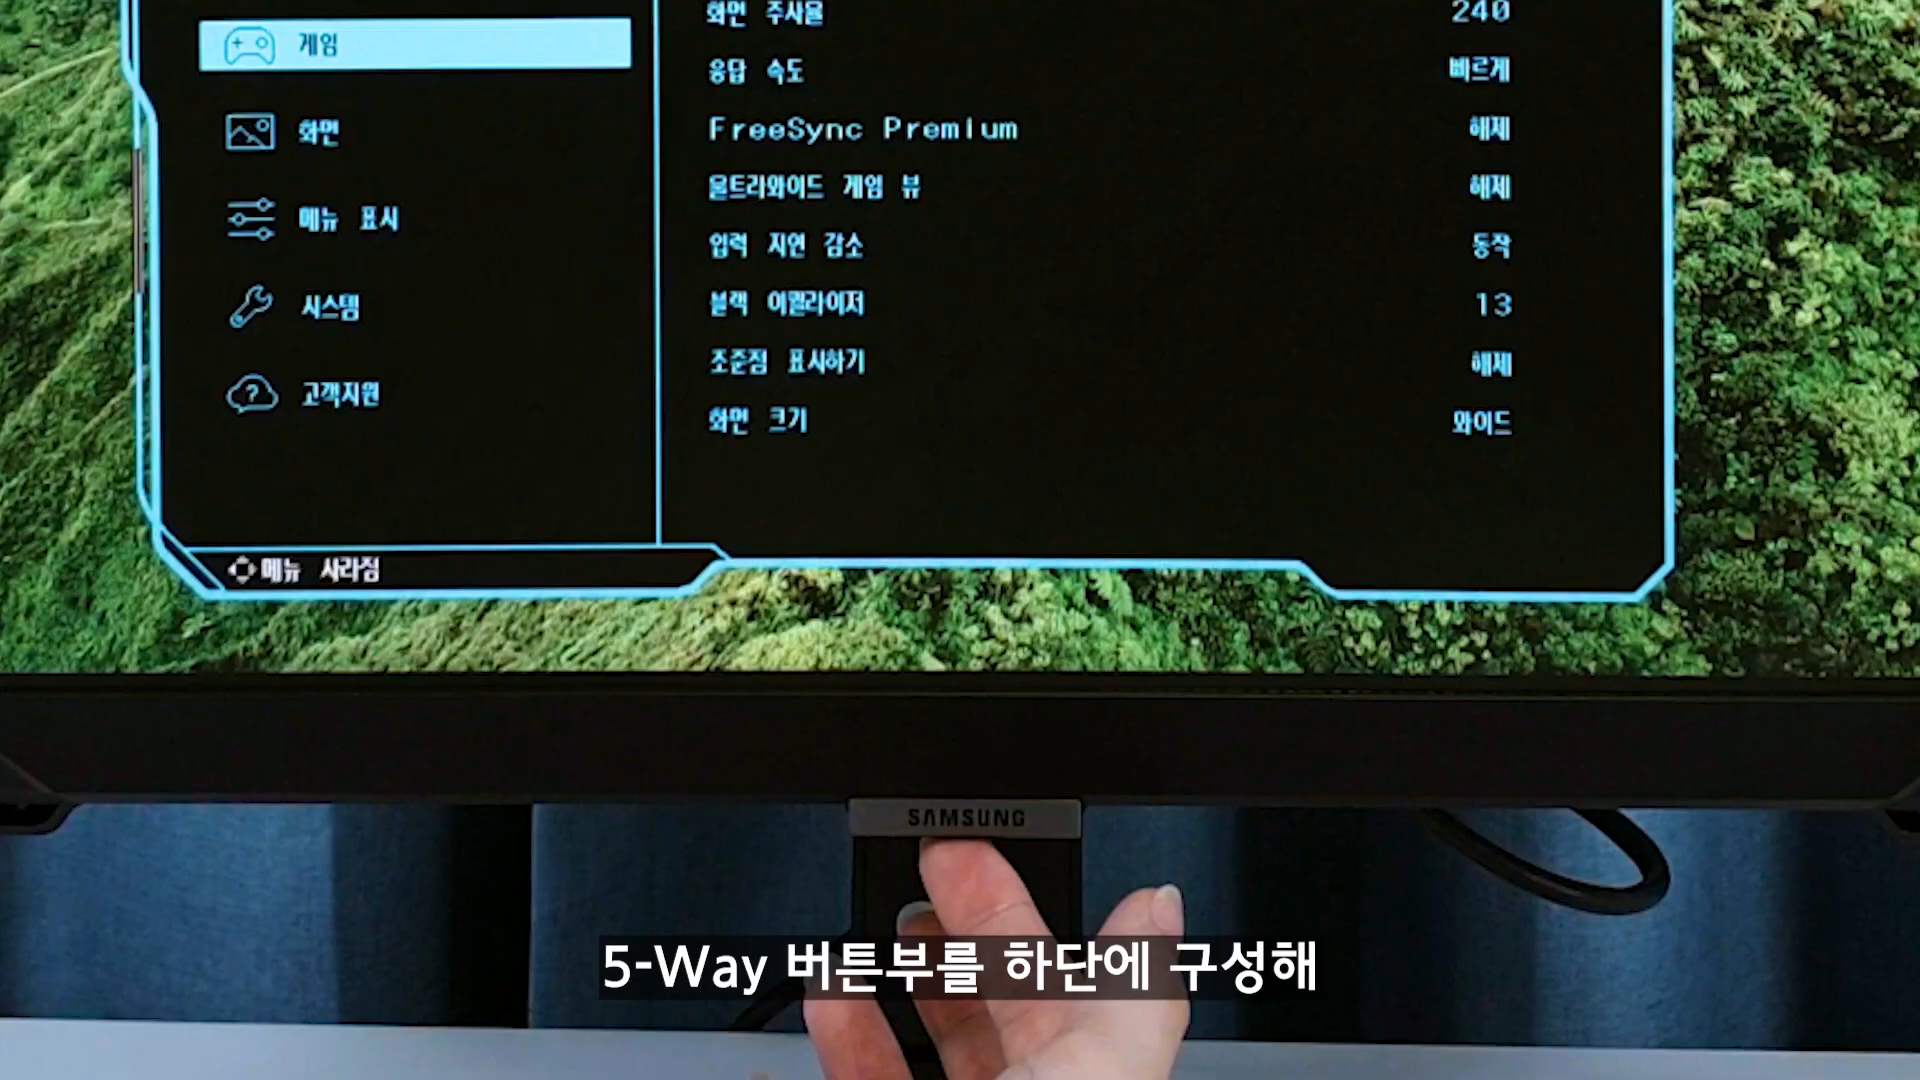 게임
화면
메뉴 표시
시스템
고객지원
메뉴 사라짐
화면 주사율 240
응답 속도 빠르게
FreeSync Premium 해제
울트라와이드 게임 뷰 해제
입력 지연 감소 동작
블랙 이퀄라이저 13
조준점 표시하기 해제
화면 크기 와이드
SAMSUNG
5-Way 버튼부를 하단에 구성해